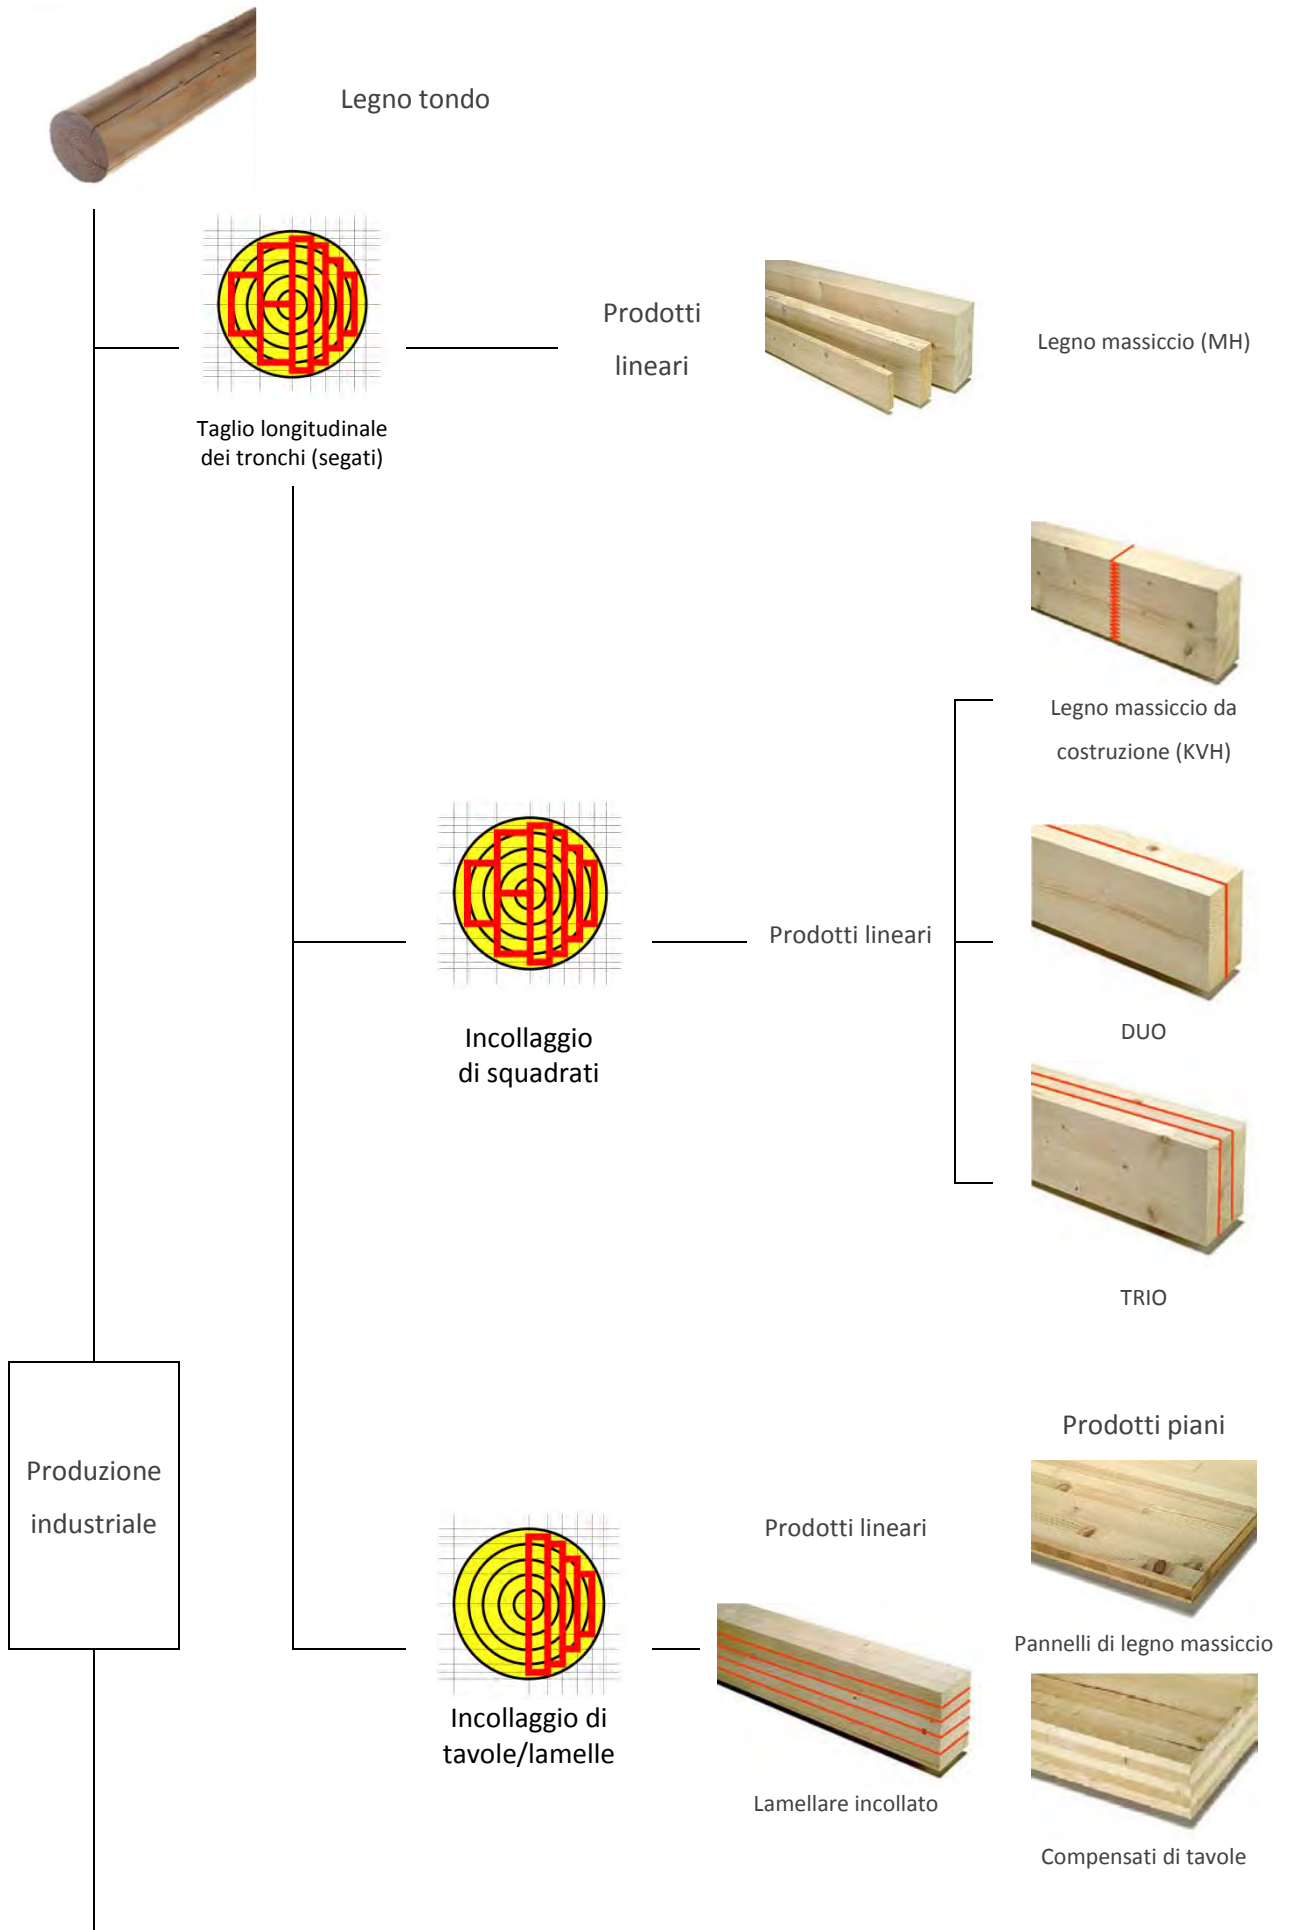 Legno tondo
Prodotti
lineari
Legno massiccio (MH)
Taglio longitudinale
dei tronchi (segati)
Legno massiccio da
costruzione (KVH)
Prodotti lineari
DUO
Incollaggio
di squadrati
TRIO
Prodotti piani
Produzione
industriale
Prodotti lineari
Pannelli di legno massiccio
Incollaggio di
tavole/lamelle
Lamellare incollato
Compensati di tavole